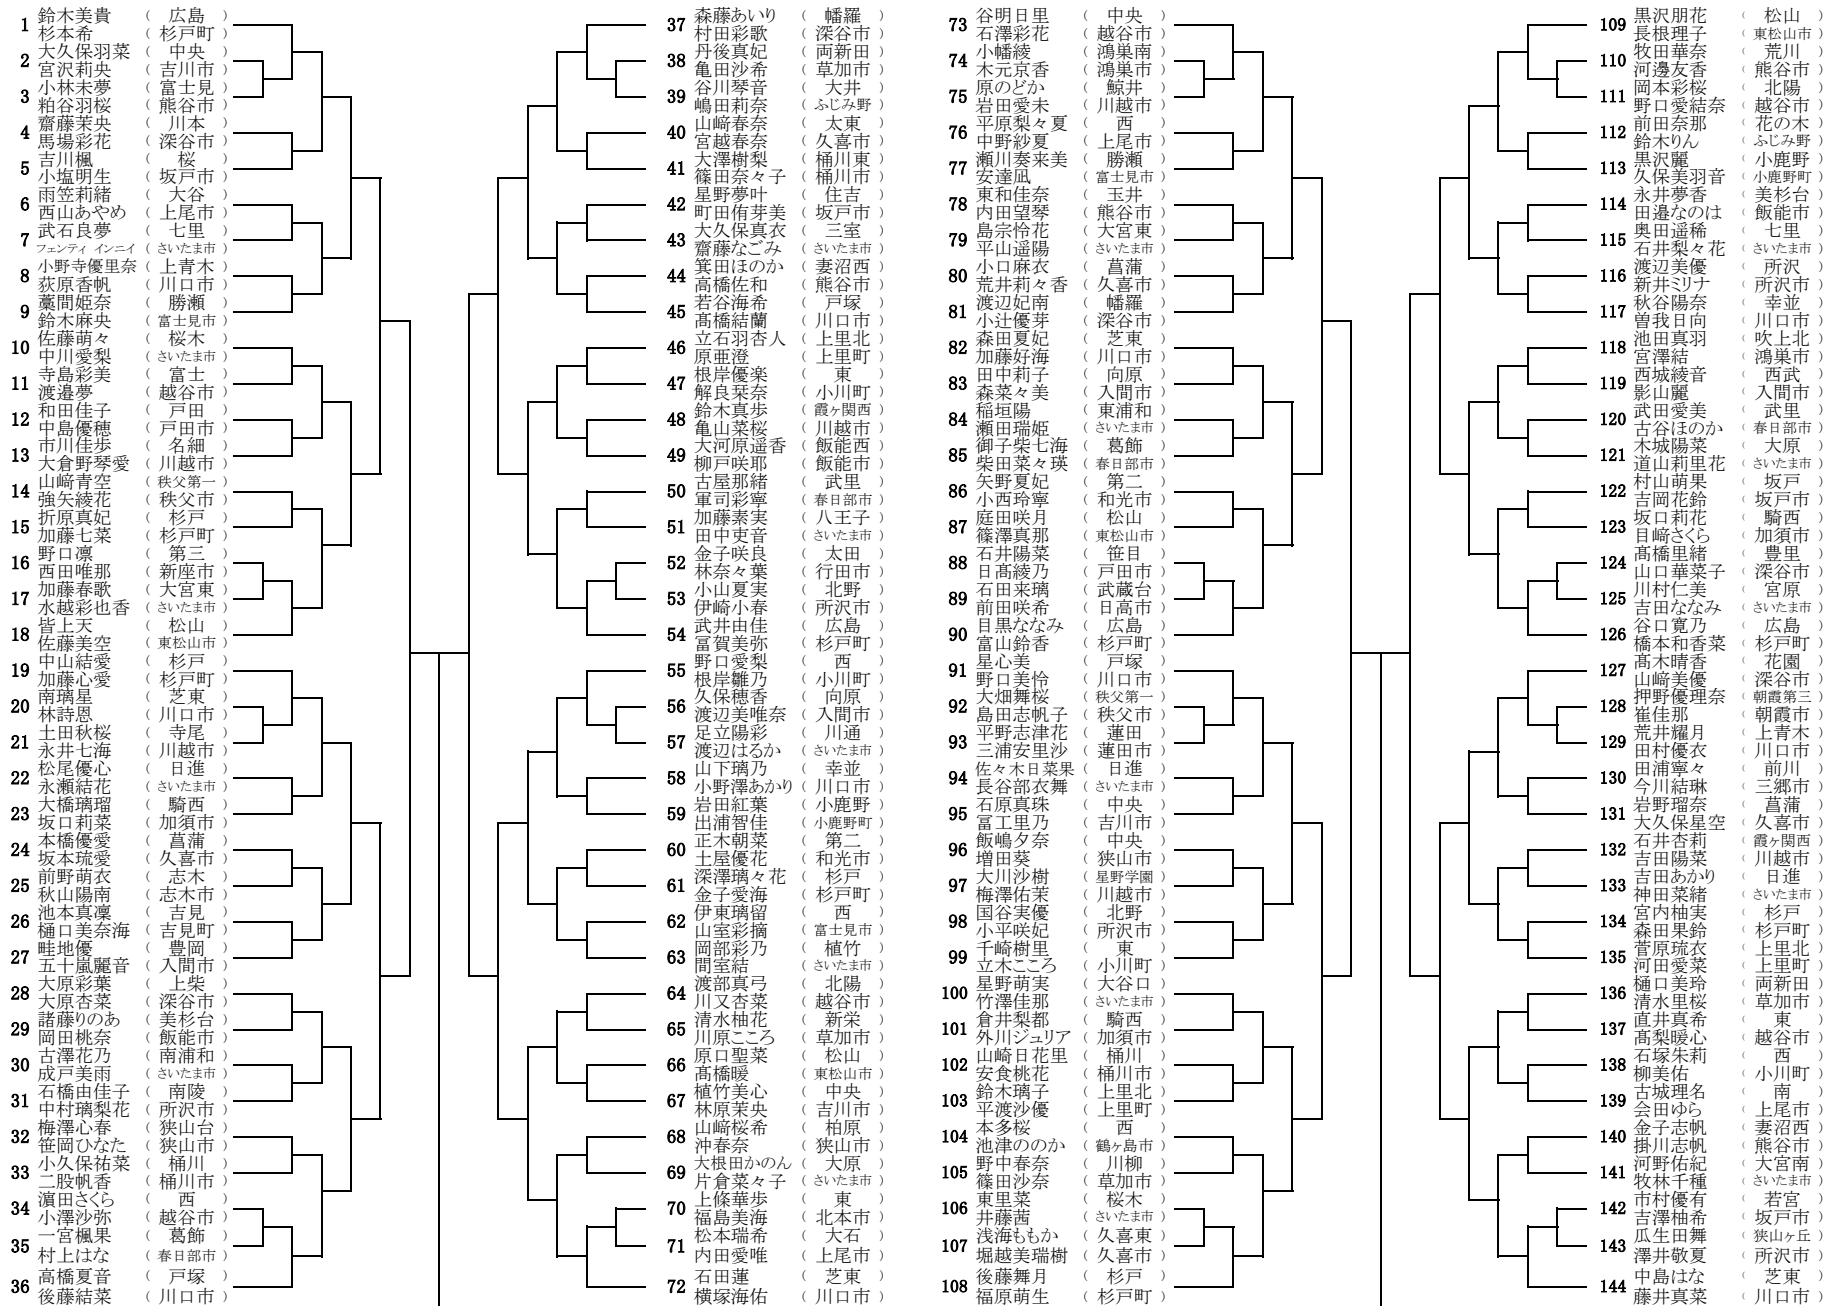 1 鈴木美貴 （ 広島 ）
杉本希 （ 杉戸町 ）
2 大久保羽菜 （ 中央 ）
宮沢莉央 （ 吉川市 ）
3 小林未夢 （ 富士見 ）
粕谷羽桜 （ 熊谷市 ）
4 齋藤茉央 （ 川本 ）
馬場彩花 （ 深谷市 ）
5 吉川楓 （ 桜 ）
小塩明生 （ 坂戸市 ）
6 雨笠莉緒 （ 大谷 ）
西山あやめ （ 上尾市 ）
7 武石良夢 （ 七里 ）
フェンティ インニイ （ さいたま市 ）
8 小野寺優里奈 （ 上青木 ）
荻原香帆 （ 川口市 ）
9 藁間姫奈 （ 勝瀬 ）
鈴木麻央 （ 富士見市 ）
10 佐藤萌々 （ 桜木 ）
中川愛梨 （ さいたま市 ）
11 寺島彩美 （ 富士 ）
渡邉夢 （ 越谷市 ）
12 和田佳子 （ 戸田 ）
中島優穂 （ 戸田市 ）
13 市川佳歩 （ 名細 ）
大倉野琴愛 （ 川越市 ）
14 山﨑青空 （ 秩父第一 ）
強矢綾花 （ 秩父市 ）
15 折原真妃 （ 杉戸 ）
加藤七菜 （ 杉戸町 ）
16 野口凛 （ 第三 ）
西田唯那 （ 新座市 ）
17 加藤春歌 （ 大宮東 ）
水越彩也香 （ さいたま市 ）
18 皆上天 （ 松山 ）
佐藤美空 （ 東松山市 ）
19 中山結愛 （ 杉戸 ）
加藤心愛 （ 杉戸町 ）
20 南璃星 （ 芝東 ）
林詩恩 （ 川口市 ）
21 土田秋桜 （ 寺尾 ）
永井七海 （ 川越市 ）
22 松尾優心 （ 日進 ）
永瀬結花 （ さいたま市 ）
23 大橋璃瑠 （ 騎西 ）
坂口莉菜 （ 加須市 ）
24 本橋優愛 （ 菖蒲 ）
坂本琉愛 （ 久喜市 ）
25 前野萌衣 （ 志木 ）
秋山陽南 （ 志木市 ）
26 池本真凜 （ 吉見 ）
樋口美奈海 （ 吉見町 ）
27 畦地優 （ 豊岡 ）
五十嵐麗音 （ 入間市 ）
28 大原彩葉 （ 上柴 ）
大原杏菜 （ 深谷市 ）
29 諸藤りのあ （ 美杉台 ）
岡田桃奈 （ 飯能市 ）
30 古澤花乃 （ 南浦和 ）
成戸美雨 （ さいたま市 ）
31 石橋由佳子 （ 南陵 ）
中村璃梨花 （ 所沢市 ）
32 梅澤心春 （ 狭山台 ）
笹岡ひなた （ 狭山市 ）
33 小久保祐菜 （ 桶川 ）
二股帆香 （ 桶川市 ）
34 濵田さくら （ 西 ）
小澤沙弥 （ 越谷市 ）
35 一宮楓果 （ 葛飾 ）
村上はな （ 春日部市 ）
36 高橋夏音 （ 戸塚 ）
後藤結菜 （ 川口市 ）
37 森藤あいり （ 幡羅 ）
村田彩歌 （ 深谷市 ）
38 丹後真妃 （ 両新田 ）
亀田沙希 （ 草加市 ）
39 谷川琴音 （ 大井 ）
嶋田莉奈 （ ふじみ野 ）
40 山﨑春奈 （ 太東 ）
宮越春奈 （ 久喜市 ）
41 大澤樹梨 （ 桶川東 ）
篠田奈々子 （ 桶川市 ）
42 星野夢叶 （ 住吉 ）
町田侑芽美 （ 坂戸市 ）
43 大久保真衣 （ 三室 ）
齋藤なごみ （ さいたま市 ）
44 箕田ほのか （ 妻沼西 ）
高橋佐和 （ 熊谷市 ）
45 若谷海希 （ 戸塚 ）
髙橋結蘭 （ 川口市 ）
46 立石羽杏人 （ 上里北 ）
原亜澄 （ 上里町 ）
47 根岸優楽 （ 東 ）
解良栞奈 （ 小川町 ）
48 鈴木真歩 （ 霞ヶ関西 ）
亀山菜桜 （ 川越市 ）
49 大河原遥香 （ 飯能西 ）
柳戸咲耶 （ 飯能市 ）
50 古屋那緒 （ 武里 ）
軍司彩寧 （ 春日部市 ）
51 加藤素実 （ 八王子 ）
田中吏音 （ さいたま市 ）
52 金子咲良 （ 太田 ）
林奈々葉 （ 行田市 ）
53 小山夏実 （ 北野 ）
伊崎小春 （ 所沢市 ）
54 武井由佳 （ 広島 ）
冨賀美弥 （ 杉戸町 ）
55 野口愛梨 （ 西 ）
根岸雛乃 （ 小川町 ）
56 久保穂香 （ 向原 ）
渡辺美唯奈 （ 入間市 ）
57 足立陽彩 （ 川通 ）
渡辺はるか （ さいたま市 ）
58 山下璃乃 （ 幸並 ）
小野澤あかり （ 川口市 ）
59 岩田紅葉 （ 小鹿野 ）
出浦智佳 （ 小鹿野町 ）
60 正木朝菜 （ 第二 ）
土屋優花 （ 和光市 ）
61 深澤璃々花 （ 杉戸 ）
金子愛海 （ 杉戸町 ）
62 伊東璃留 （ 西 ）
山室彩摘 （ 富士見市 ）
63 岡部彩乃 （ 植竹 ）
間室結 （ さいたま市 ）
64 渡部真弓 （ 北陽 ）
川又杏菜 （ 越谷市 ）
65 清水柚花 （ 新栄 ）
川原こころ （ 草加市 ）
66 原口聖菜 （ 松山 ）
髙橋暖 （ 東松山市 ）
67 植竹美心 （ 中央 ）
林原茉央 （ 吉川市 ）
68 山﨑桜希 （ 柏原 ）
沖春奈 （ 狭山市 ）
69 大根田かのん （ 大原 ）
片倉菜々子 （ さいたま市 ）
70 上條華歩 （ 東 ）
福島美海 （ 北本市 ）
71 松本瑞希 （ 大石 ）
内田愛唯 （ 上尾市 ）
72 石田蓮 （ 芝東 ）
横塚海佑 （ 川口市 ）
73 谷明日里 （ 中央 ）
石澤彩花 （ 越谷市 ）
74 小幡綾 （ 鴻巣南 ）
木元京香 （ 鴻巣市 ）
75 原のどか （ 鯨井 ）
岩田愛未 （ 川越市 ）
76 平原梨々夏 （ 西 ）
中野紗夏 （ 上尾市 ）
77 瀬川奏来美 （ 勝瀬 ）
安達凪 （ 富士見市 ）
78 東和佳奈 （ 玉井 ）
内田望琴 （ 熊谷市 ）
79 島宗怜花 （ 大宮東 ）
平山遥陽 （ さいたま市 ）
80 小口麻衣 （ 菖蒲 ）
荒井莉々香 （ 久喜市 ）
81 渡辺妃南 （ 幡羅 ）
小辻優芽 （ 深谷市 ）
82 森田夏妃 （ 芝東 ）
加藤好海 （ 川口市 ）
83 田中莉子 （ 向原 ）
森菜々美 （ 入間市 ）
84 稲垣陽 （ 東浦和 ）
瀬田瑞姫 （ さいたま市 ）
85 御子柴七海 （ 葛飾 ）
柴田菜々瑛 （ 春日部市 ）
86 矢野夏妃 （ 第二 ）
小西玲寧 （ 和光市 ）
87 庭田咲月 （ 松山 ）
篠澤真那 （ 東松山市 ）
88 石井陽菜 （ 笹目 ）
日髙綾乃 （ 戸田市 ）
89 石田来璃 （ 武蔵台 ）
前田咲希 （ 日高市 ）
90 目黒ななみ （ 広島 ）
富山鈴香 （ 杉戸町 ）
91 星心美 （ 戸塚 ）
野口美怜 （ 川口市 ）
92 大畑舞桜 （ 秩父第一 ）
島田志帆子 （ 秩父市 ）
93 平野志津花 （ 蓮田 ）
三浦安里沙 （ 蓮田市 ）
94 佐々木日菜果 （ 日進 ）
長谷部衣舞 （ さいたま市 ）
95 石原真珠 （ 中央 ）
冨工里乃 （ 吉川市 ）
96 飯嶋夕奈 （ 中央 ）
増田葵 （ 狭山市 ）
97 大川沙樹 （ 星野学園 ）
梅澤佑茉 （ 川越市 ）
98 国谷実優 （ 北野 ）
小平咲妃 （ 所沢市 ）
99 千崎樹里 （ 東 ）
立木こころ （ 小川町 ）
100 星野萌実 （ 大谷口 ）
竹澤佳那 （ さいたま市 ）
101 倉井梨都 （ 騎西 ）
外川ジュリア （ 加須市 ）
102 山崎日花里 （ 桶川 ）
安食桃花 （ 桶川市 ）
103 鈴木璃子 （ 上里北 ）
平渡沙優 （ 上里町 ）
104 本多桜 （ 西 ）
池津ののか （ 鶴ヶ島市 ）
105 野中春奈 （ 川柳 ）
篠田沙奈 （ 草加市 ）
106 東里菜 （ 桜木 ）
井藤茜 （ さいたま市 ）
107 浅海ももか （ 久喜東 ）
堀越美瑞樹 （ 久喜市 ）
108 後藤舞月 （ 杉戸 ）
福原萌生 （ 杉戸町 ）
109 黒沢朋花 （ 松山 ）
長根理子 （ 東松山市 ）
110 牧田華奈 （ 荒川 ）
河邊友香 （ 熊谷市 ）
111 岡本彩桜 （ 北陽 ）
野口愛結奈 （ 越谷市 ）
112 前田奈那 （ 花の木 ）
鈴木りん （ ふじみ野 ）
113 黒沢麗 （ 小鹿野 ）
久保美羽音 （ 小鹿野町 ）
114 永井夢香 （ 美杉台 ）
田邉なのは （ 飯能市 ）
115 奥田遥稀 （ 七里 ）
石井梨々花 （ さいたま市 ）
116 渡辺美優 （ 所沢 ）
新井ミリナ （ 所沢市 ）
117 秋谷陽奈 （ 幸並 ）
曽我日向 （ 川口市 ）
118 池田真羽 （ 吹上北 ）
宮澤結 （ 鴻巣市 ）
119 西城綾音 （ 西武 ）
影山麗 （ 入間市 ）
120 武田愛美 （ 武里 ）
古谷ほのか （ 春日部市 ）
121 木城陽菜 （ 大原 ）
道山莉里花 （ さいたま市 ）
122 村山萌果 （ 坂戸 ）
吉岡花鈴 （ 坂戸市 ）
123 坂口莉花 （ 騎西 ）
目﨑さくら （ 加須市 ）
124 髙橋里緒 （ 豊里 ）
山口華菜子 （ 深谷市 ）
125 川村仁美 （ 宮原 ）
吉田ななみ （ さいたま市 ）
126 谷口寛乃 （ 広島 ）
橋本和香菜 （ 杉戸町 ）
127 髙木晴香 （ 花園 ）
山﨑美優 （ 深谷市 ）
128 押野優理奈 （ 朝霞第三 ）
崔佳那 （ 朝霞市 ）
129 荒井耀月 （ 上青木 ）
田村優衣 （ 川口市 ）
130 田浦寧々 （ 前川 ）
今川結琳 （ 三郷市 ）
131 岩野瑠奈 （ 菖蒲 ）
大久保星空 （ 久喜市 ）
132 石井杏莉 （ 霞ヶ関西 ）
吉田陽菜 （ 川越市 ）
133 吉田あかり （ 日進 ）
神田菜緒 （ さいたま市 ）
134 宮内柚実 （ 杉戸 ）
森田果鈴 （ 杉戸町 ）
135 菅原琉衣 （ 上里北 ）
河田愛菜 （ 上里町 ）
136 樋口美玲 （ 両新田 ）
清水里桜 （ 草加市 ）
137 直井真希 （ 東 ）
髙梨暖心 （ 越谷市 ）
138 石塚朱莉 （ 西 ）
柳美佑 （ 小川町 ）
139 古城理名 （ 南 ）
会田ゆら （ 上尾市 ）
140 金子志帆 （ 妻沼西 ）
掛川志帆 （ 熊谷市 ）
141 河野佑紀 （ 大宮南 ）
牧林千種 （ さいたま市 ）
142 市村優有 （ 若宮 ）
吉澤柚希 （ 坂戸市 ）
143 瓜生田舞 （ 狭山ヶ丘 ）
澤井敬夏 （ 所沢市 ）
144 中島はな （ 芝東 ）
藤井真菜 （ 川口市 ）